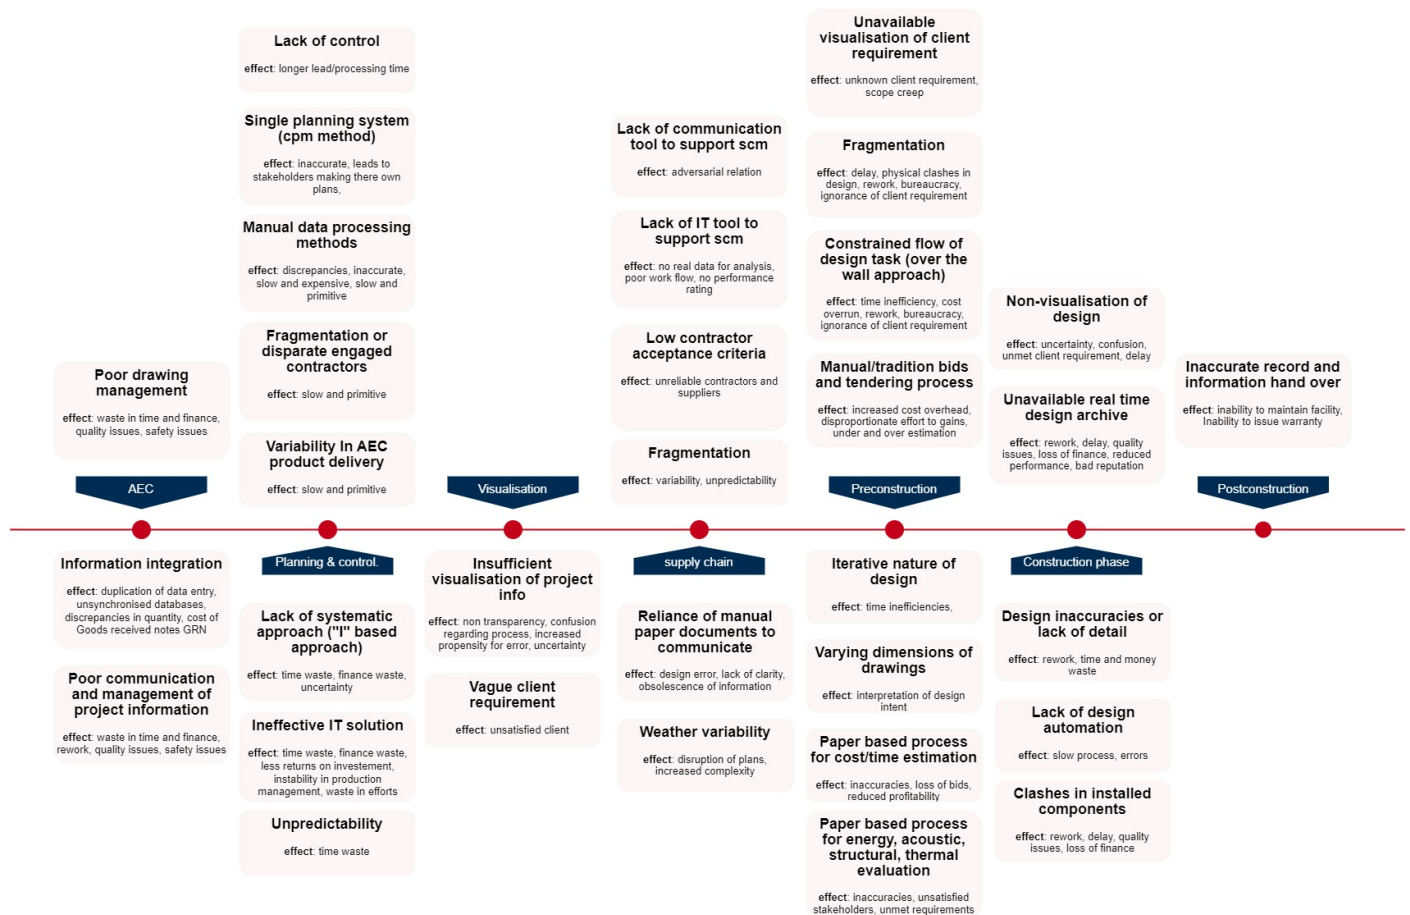 Lack of control
effect: longer lead/processing time
Single planning system
(cpm method)
effect: inaccurate, leads to
stakeholders making there own
plans,
Manual data processing
methods
effect: discrepancies, inaccurate,
slow and expensive, slow and
primitive
Fragmentation or
disparate engaged
contractors
effect: slow and primitive
Variability In AEC
product delivery
effect: slow and primitive
Poor drawing
management
effect: waste in time and finance,
quality issues, safety issues
AEC
Information integration
effect: duplication of data entry,
unsynchronised databases,
discrepancies in quantity, cost of
Goods received notes GRN
Poor communication
and management of
project information
effect: waste in time and finance,
rework, quality issues, safety issues
Planning & control.
Lack of systematic
approach ("I" based
approach)
effect: time waste, finance waste,
uncertainty
Ineffective IT solution
effect: time waste, finance waste,
less returns on investement,
instability in production
management, waste in efforts
Unpredictability
effect: time waste
Visualisation
Insufficient
visualisation of project
info
effect: non transparency, confusion
regarding process, increased
propensity for error, uncertainty
Vague client
requirement
effect: unsatisfied client
Lack of communication
tool to support scm
effect: adversarial relation
Lack of IT tool to
support scm
effect: no real data for analysis,
poor work flow, no performance
rating
Low contractor
acceptance criteria
effect: unreliable contractors and
suppliers
Fragmentation
effect: variability, unpredictability
supply chain
Reliance of manual
paper documents to
communicate
effect: design error, lack of clarity,
obsolescence of information
Weather variability
effect: disruption of plans,
increased complexity
Unavailable
visualisation of client
requirement
effect: unknown client requirement,
scope creep
Fragmentation
effect: delay, physical clashes in
design, rework, bureaucracy,
ignorance of client requirement
Constrained flow of
design task (over the
wall approach)
effect: time inefficiency, cost
overrun, rework, bureaucracy,
ignorance of client requirement
Manual/tradition bids
and tendering process
effect: increased cost overhead,
disproportionate effort to gains,
under and over estimation
Preconstruction
Iterative nature of
design
effect: time inefficiencies,
Varying dimensions of
drawings
effect: interpretation of design
intent
Paper based process
for cost/time estimation
effect: inaccuracies, loss of bids,
reduced profitability
Paper based process
for energy, acoustic,
structural, thermal
evaluation
effect: inaccuracies, unsatisfied
stakeholders, unmet requirements
Non-visualisation of
design
effect: uncertainty, confusion,
unmet client requirement, delay
Unavailable real time
design archive
effect: rework, delay, quality
issues, loss of finance, reduced
performance, bad reputation
Construction phase
Design inaccuracies or
lack of detail
effect: rework, time and money
waste
Lack of design
automation
effect: slow process, errors
Clashes in installed
components
effect: rework, delay, quality
issues, loss of finance
Inaccurate record and
information hand over
effect: inability to maintain facility,
Inability to issue warranty
Postconstruction